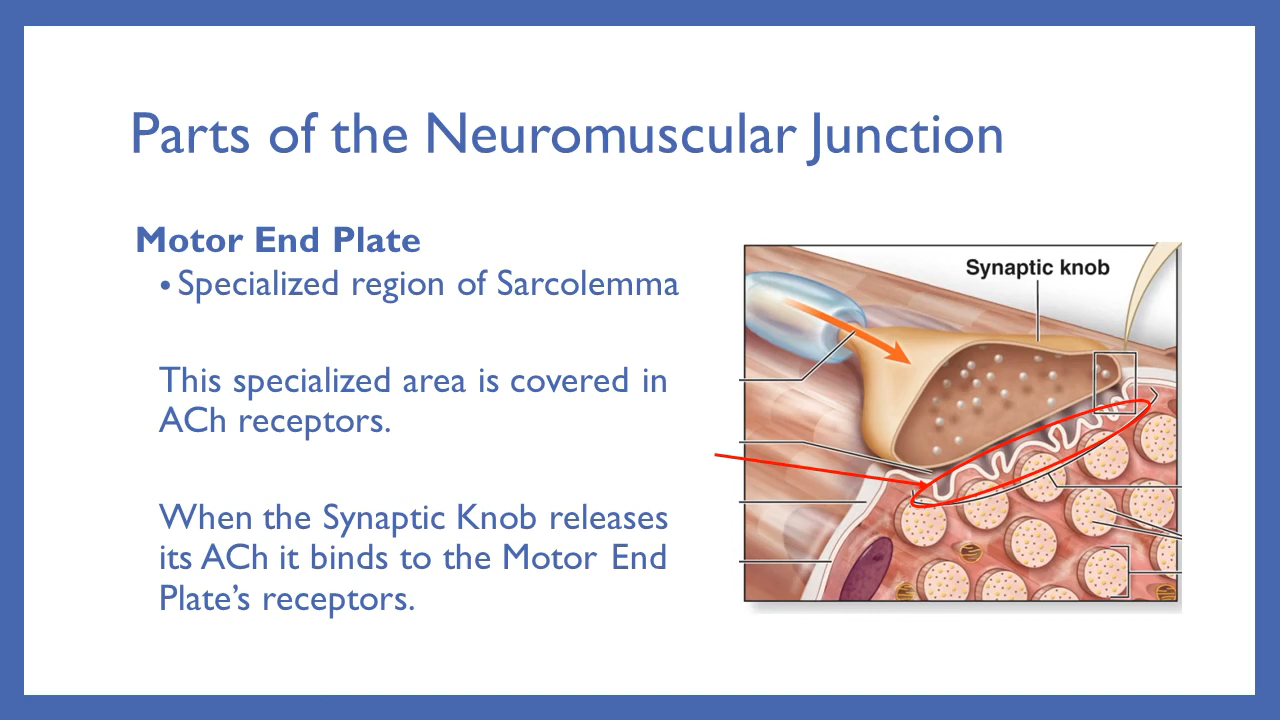 Parts of the Neuromuscular Junction
Motor End Plate
• Specialized region of Sarcolemma
This specialized area is covered in
ACh receptors.
When the Synaptic Knob releases
its ACh it binds to the Motor End
Plate’s receptors.
Synaptic knob